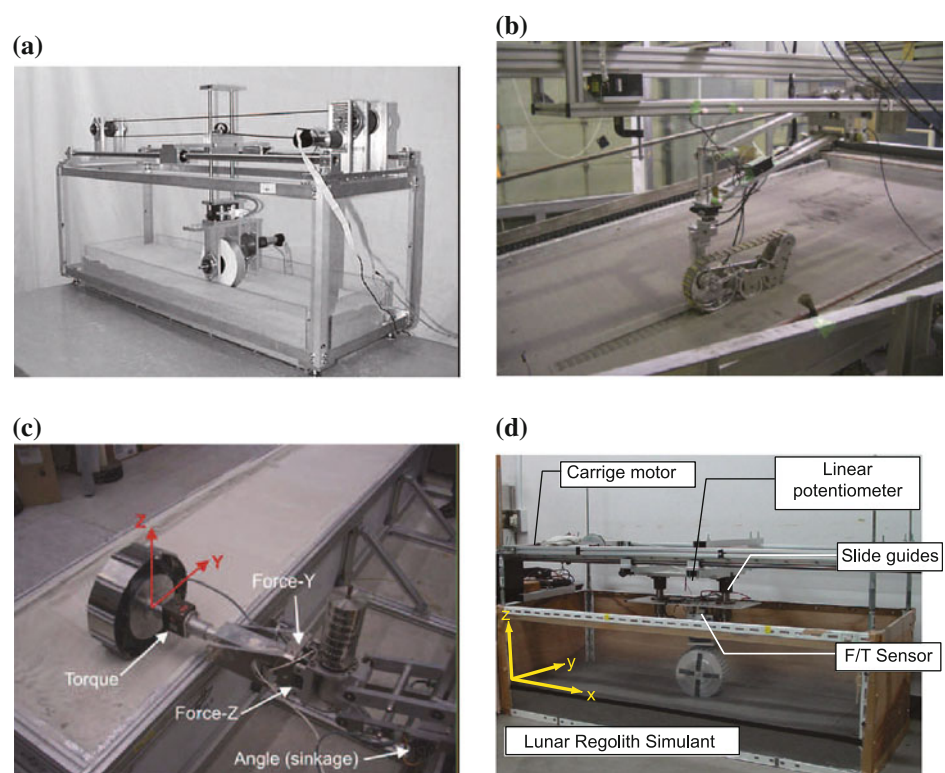 (a)
(b)
(c)
Z
Y
Force-Y
Torque
Force-Z
Angle (sinkage)
(d)
Carrige motor
Linear
potentiometer
Slide guides
F/T Sensor
z
y
x
Lunar Regolith Simulant